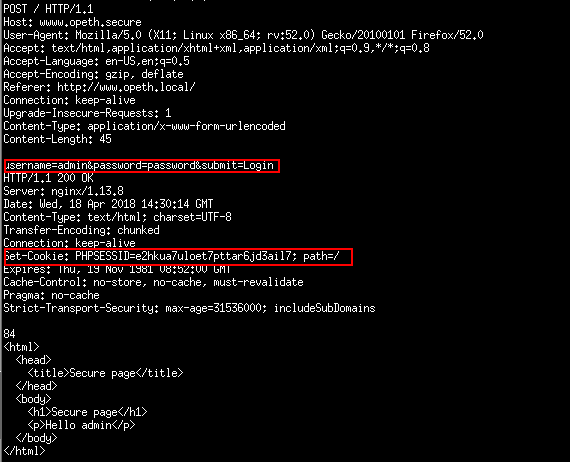 POST / HTTP/1.1
Host: wwww.opeth.secure
User-Agent: Mozilla/5.0 (X11; Linux x86_64; rv:52.0) Gecko/20100101 Firefox/52.0
Accept: text/html,application/xhtml+xml,application/xml;q=0.9,*/*;q=0.8
Accept-Language: en-US,en;q=0.5
Accept-Encoding: gzip, deflate
Referer: http://www.opeth.local/
Connection: keep-alive
Upgrade-Insecure-Requests: 1
Content-Type: application/x-www-form-urlencoded
Content-Length: 45

username=admin&password=password&submit=Login
HTTP/1.1 200 OK
Server: nginx/1.13.8
Date: Wed, 18 Apr 2018 14:30:14 GMT
Content-Type: text/html; charset=UTF-8
Transfer-Encoding: chunked
Connection: keep-alive
Set-Cookie: PHPSESSID=e2hkua7uloet7pttar6jd3ail7; path=/
Expires: Thu, 19 Nov 1981 08:52:00 GMT
Cache-Control: no-store, no-cache, must-revalidate
Pragma: no-cache
Strict-Transport-Security: max-age=31536000; includeSubDomains

84
<html>
  <head>
    <title>Secure page</title>
  </head>
  <body>
    <h1>Secure page</h1>
    <p>Hello admin</p>
  </body>
</html>